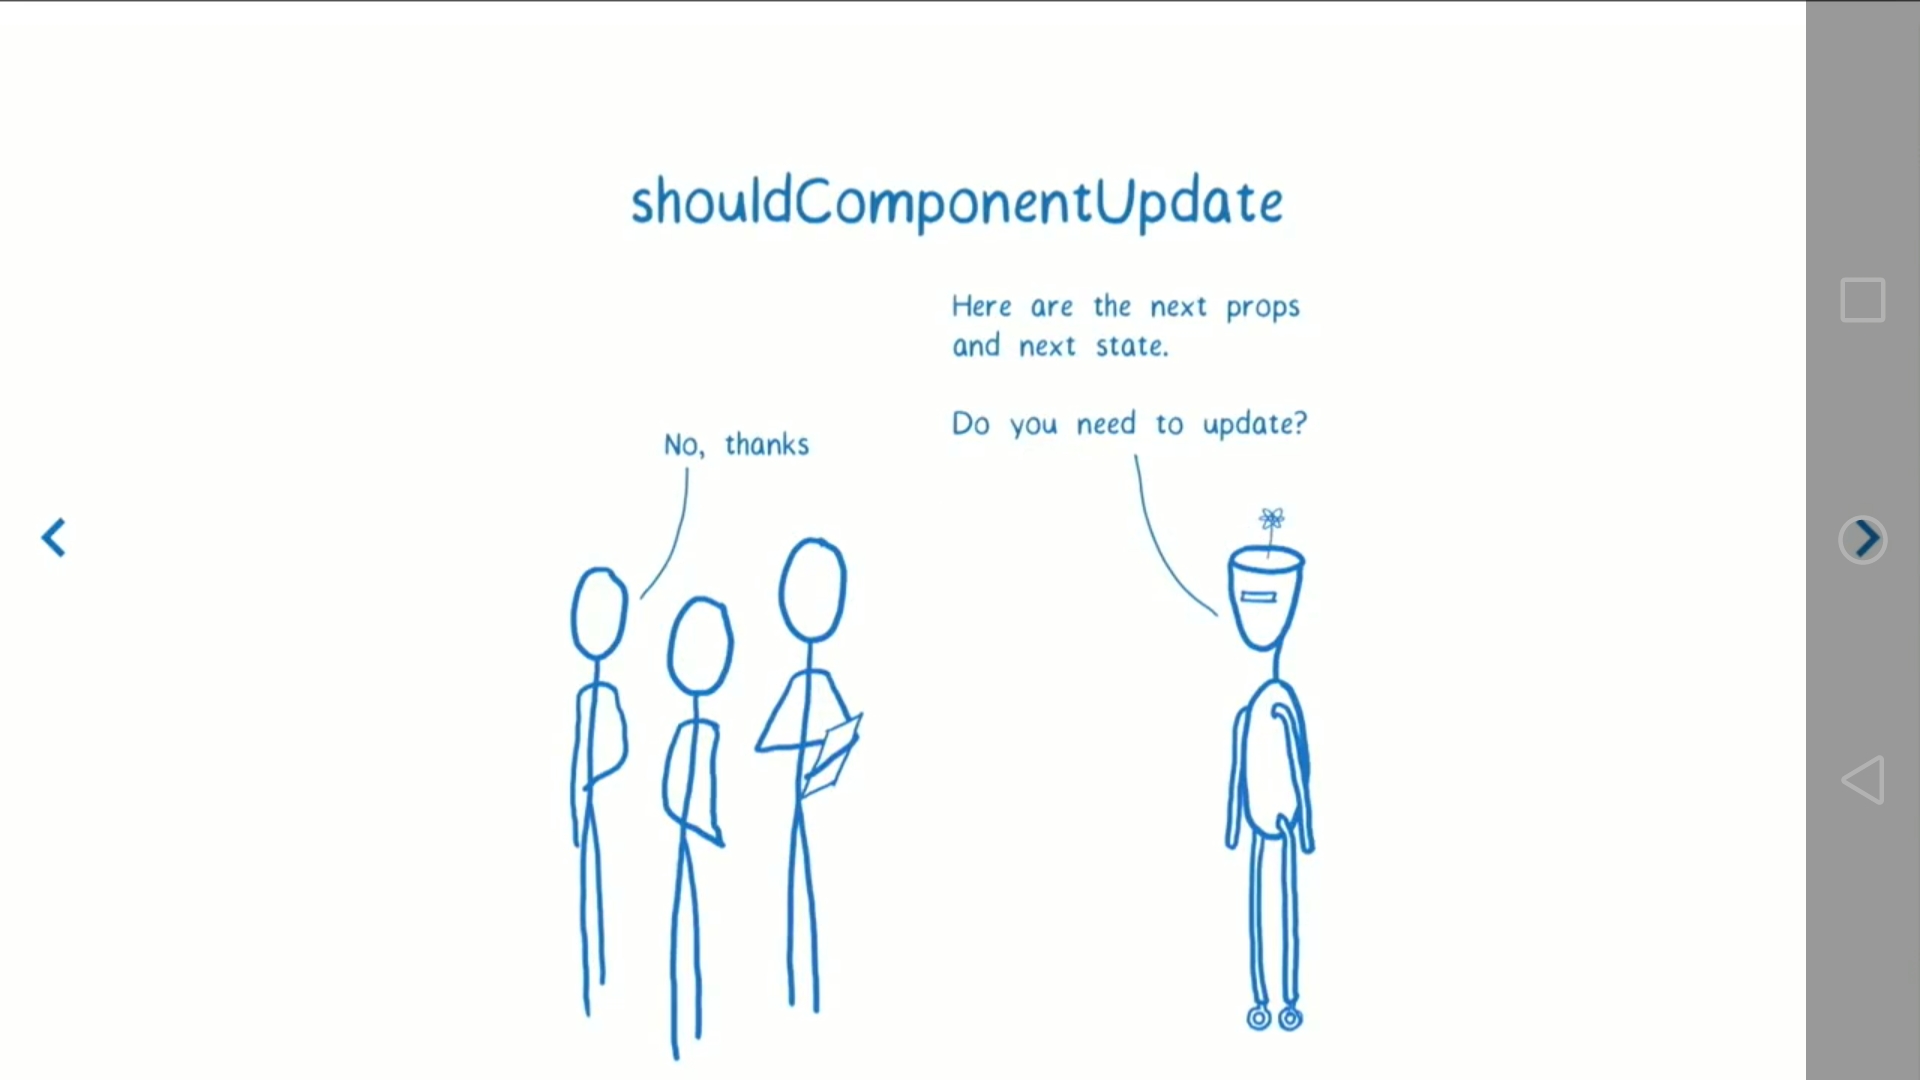 shouldComponentUpdate
Here are the next props
and next state.
Do you need to update?
No, thanks